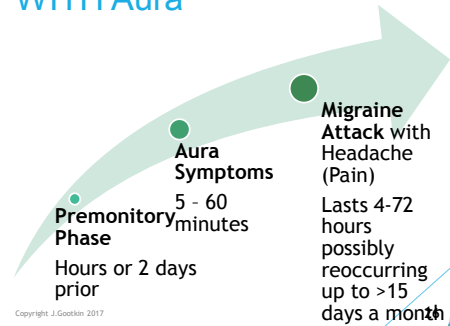 WITH Aura
Migraine
Attack with
Headache
(Pain)
Lasts 4-72
hours
possibly
reoccurring
up to >15
days a month
Aura
Symptoms
5 - 60
minutes
Premonitory
Phase
Hours or 2 days
prior
Copyright J.Gootkin 2017